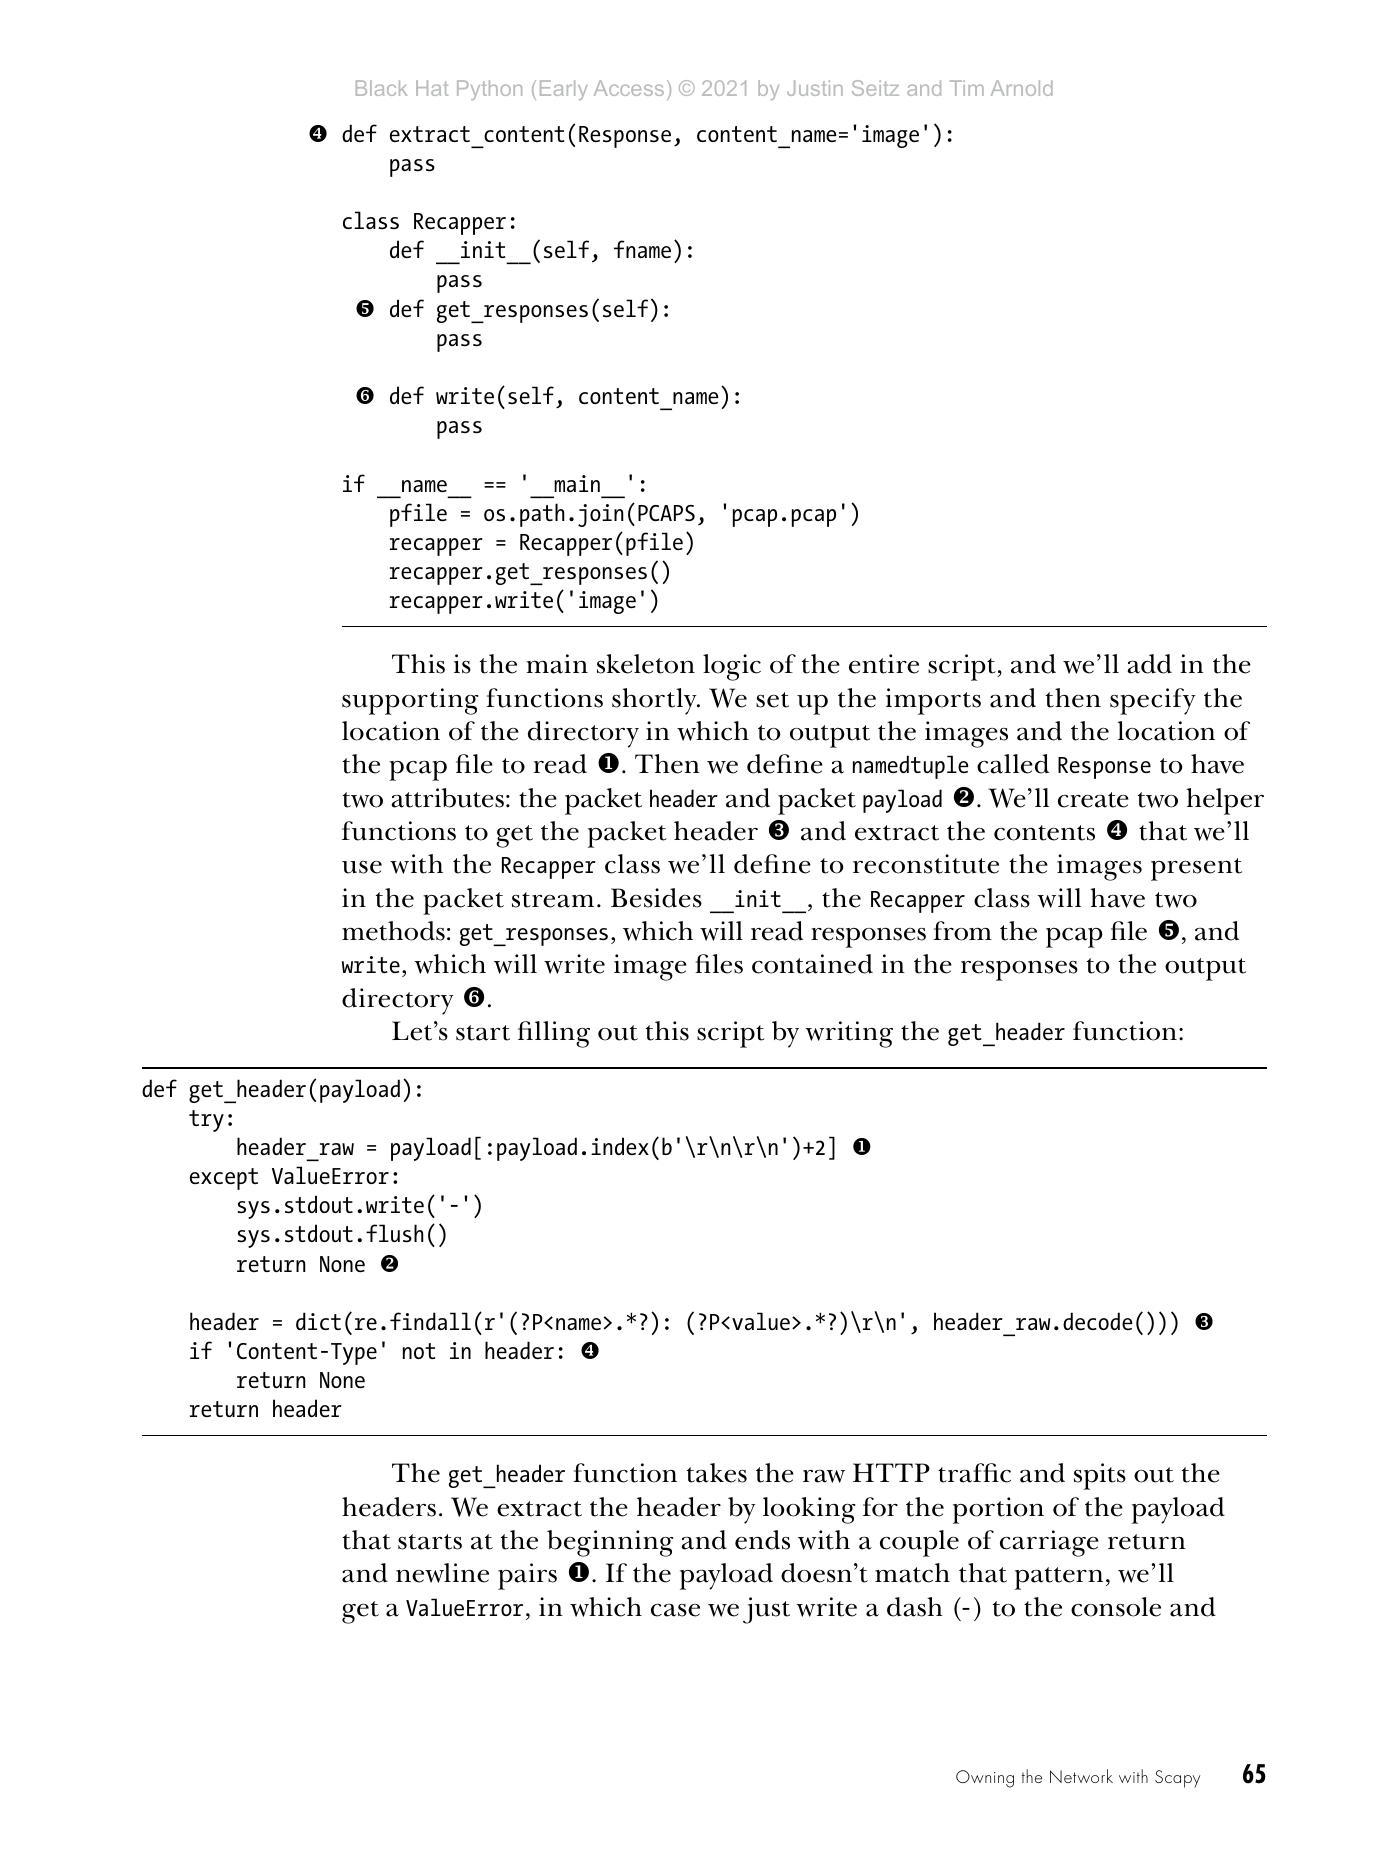 Black Hat Python (Early Access) © 2021 by Justin Seitz and Tim Arnold
❹ def extract_content(Response, content_name='image'):
        pass

    class Recapper:
        def __init__(self, fname):
            pass
      ❺ def get_responses(self):
            pass

      ❻ def write(self, content_name):
            pass

    if __name__ == '__main__':
        pfile = os.path.join(PCAPS, 'pcap.pcap')
        recapper = Recapper(pfile)
        recapper.get_responses()
        recapper.write('image')
This is the main skeleton logic of the entire script, and we’ll add in the
supporting functions shortly. We set up the imports and then specify the
location of the directory in which to output the images and the location of
the pcap file to read ❶. Then we define a namedtuple called Response to have
two attributes: the packet header and packet payload ❷. We’ll create two helper
functions to get the packet header ❸ and extract the contents ❹ that we’ll
use with the Recapper class we’ll define to reconstitute the images present
in the packet stream. Besides __init__, the Recapper class will have two
methods: get_responses, which will read responses from the pcap file ❺, and
write, which will write image files contained in the responses to the output
directory ❻.
Let’s start filling out this script by writing the get_header function:
def get_header(payload):
    try:
        header_raw = payload[:payload.index(b'\r\n\r\n')+2] ❶
    except ValueError:
        sys.stdout.write('-')
        sys.stdout.flush()
        return None ❷

    header = dict(re.findall(r'(?P<name>.*?): (?P<value>.*?)\r\n', header_raw.decode())) ❸
    if 'Content-Type' not in header: ❹
        return None
    return header
The get_header function takes the raw HTTP traffic and spits out the
headers. We extract the header by looking for the portion of the payload
that starts at the beginning and ends with a couple of carriage return
and newline pairs ❶. If the payload doesn’t match that pattern, we’ll
get a ValueError, in which case we just write a dash (-) to the console and
Owning the Network with Scapy 65